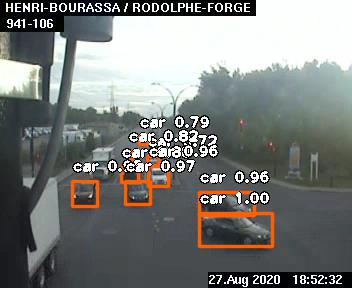 HENRI-BOURASSA / RODOLPHE-FORGE
941-106
car 0.79
car 0.82
car 0.96
car 0.97
car 0.96
car 1.00
27.Aug 2020 18:52:32